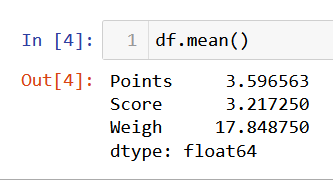 In [4]: 1 df.mean()
Out[4]: Points 3.596563
Score 3.217250
Weigh 17.848750
dtype: float64